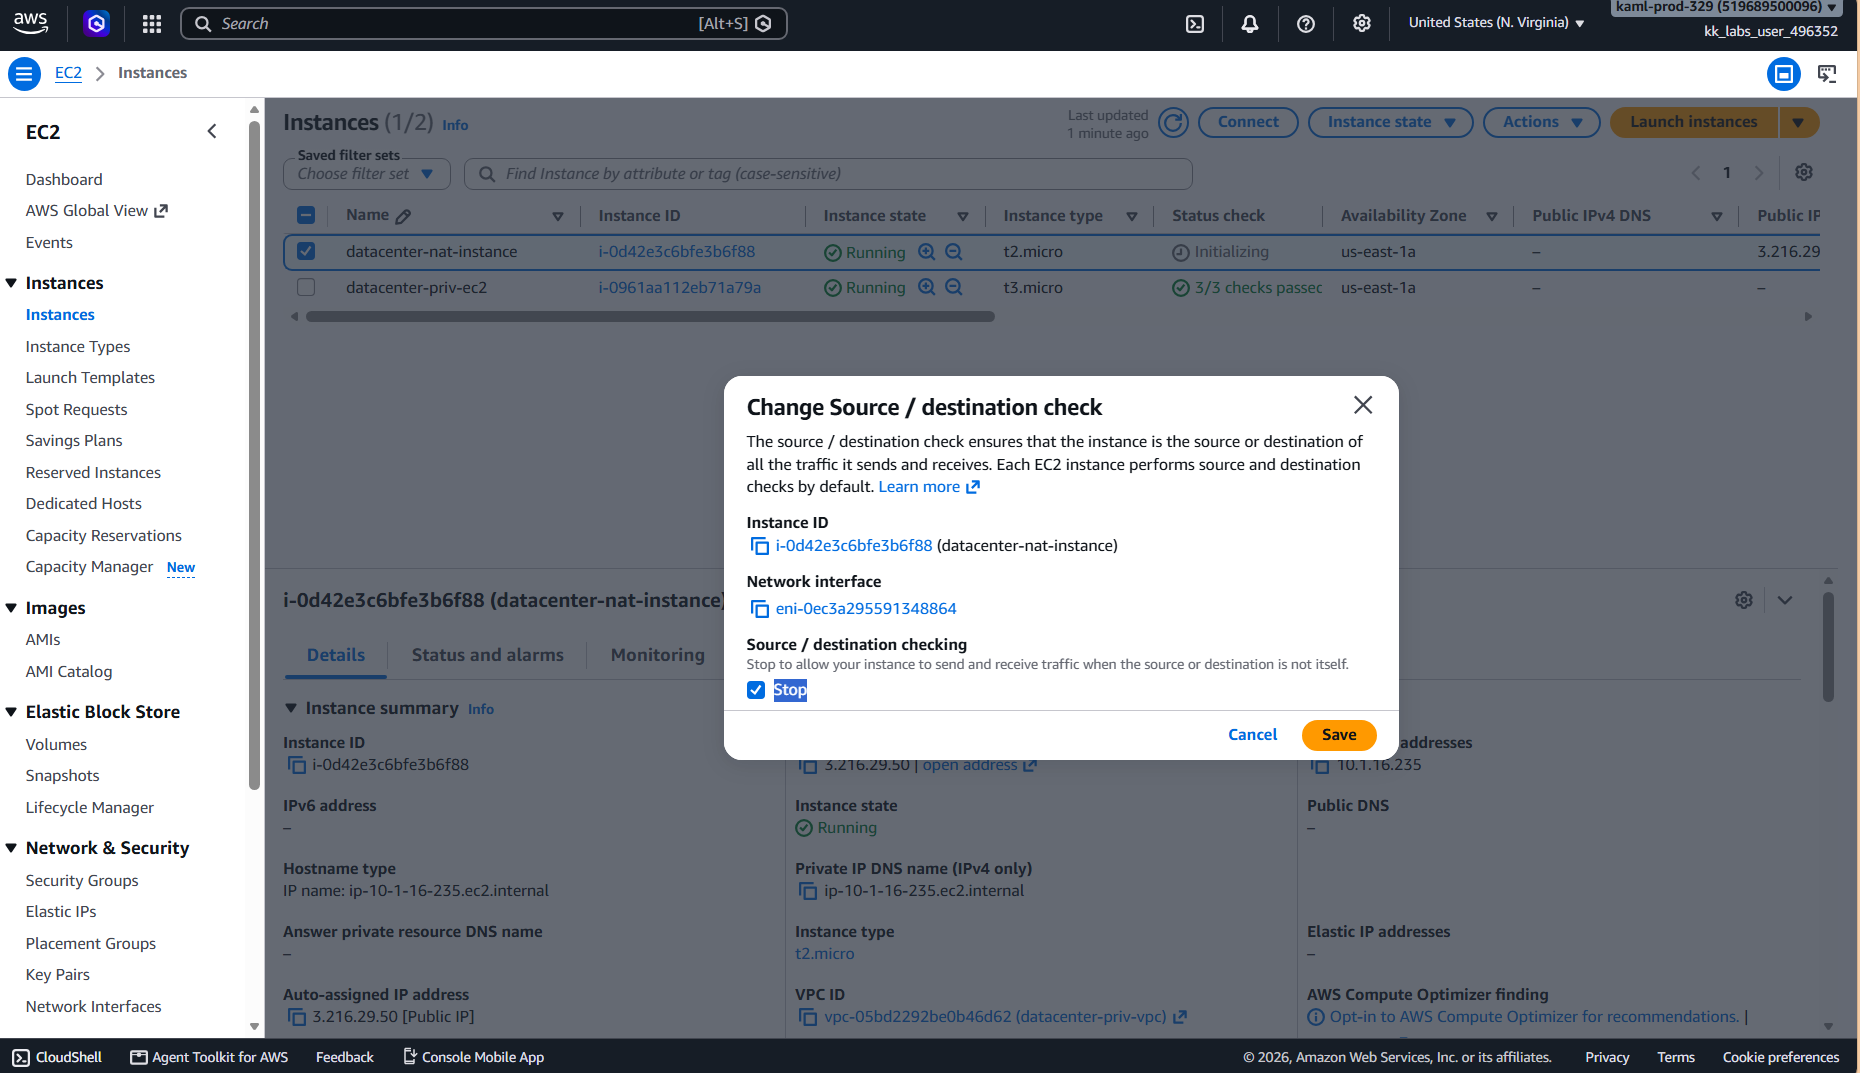 aws
Search
[Alt+S]
United States (N. Virginia)
kaml-prod-329 (519689500096)
kk_labs_user_496352
EC2
Instances
EC2
Dashboard
AWS Global View
Events
Instances
Instances
Instance Types
Launch Templates
Spot Requests
Savings Plans
Reserved Instances
Dedicated Hosts
Capacity Reservations
Capacity Manager New
Images
AMIs
AMI Catalog
Elastic Block Store
Volumes
Snapshots
Lifecycle Manager
Network & Security
Security Groups
Elastic IPs
Placement Groups
Key Pairs
Network Interfaces
Instances (1/2) Info
Last updated
1 minute ago
Connect
Instance state
Actions
Launch instances
Saved filter sets
Choose filter set
Find Instance by attribute or tag (case-sensitive)
1
Name Instance ID Instance state Instance type Status check Availability Zone Public IPv4 DNS Public IP
datacenter-nat-instance i-0d42e3c6bfe3b6f88 Running t2.micro Initializing us-east-1a – 3.216.29
datacenter-priv-ec2 i-0961aa112eb71a79a Running t3.micro 3/3 checks passec us-east-1a – –
Change Source / destination check
The source / destination check ensures that the instance is the source or destination of
all the traffic it sends and receives. Each EC2 instance performs source and destination
checks by default. Learn more
Instance ID
i-0d42e3c6bfe3b6f88 (datacenter-nat-instance)
Network interface
eni-0ec3a295591348864
Source / destination checking
Stop to allow your instance to send and receive traffic when the source or destination is not itself.
Stop
Cancel
Save
i-0d42e3c6bfe3b6f88 (datacenter-nat-instance)
Details
Status and alarms
Monitoring
Instance summary Info
Instance ID
i-0d42e3c6bfe3b6f88
3.216.29.50 | open address
addresses
10.1.16.235
IPv6 address
–
Instance state
Running
Public DNS
–
Hostname type
IP name: ip-10-1-16-235.ec2.internal
Private IP DNS name (IPv4 only)
ip-10-1-16-235.ec2.internal
Answer private resource DNS name
–
Instance type
t2.micro
Elastic IP addresses
–
Auto-assigned IP address
3.216.29.50 [Public IP]
VPC ID
vpc-05bd2292be0b46d62 (datacenter-priv-vpc)
AWS Compute Optimizer finding
Opt-in to AWS Compute Optimizer for recommendations. |
CloudShell
Agent Toolkit for AWS
Feedback
Console Mobile App
© 2026, Amazon Web Services, Inc. or its affiliates.
Privacy
Terms
Cookie preferences